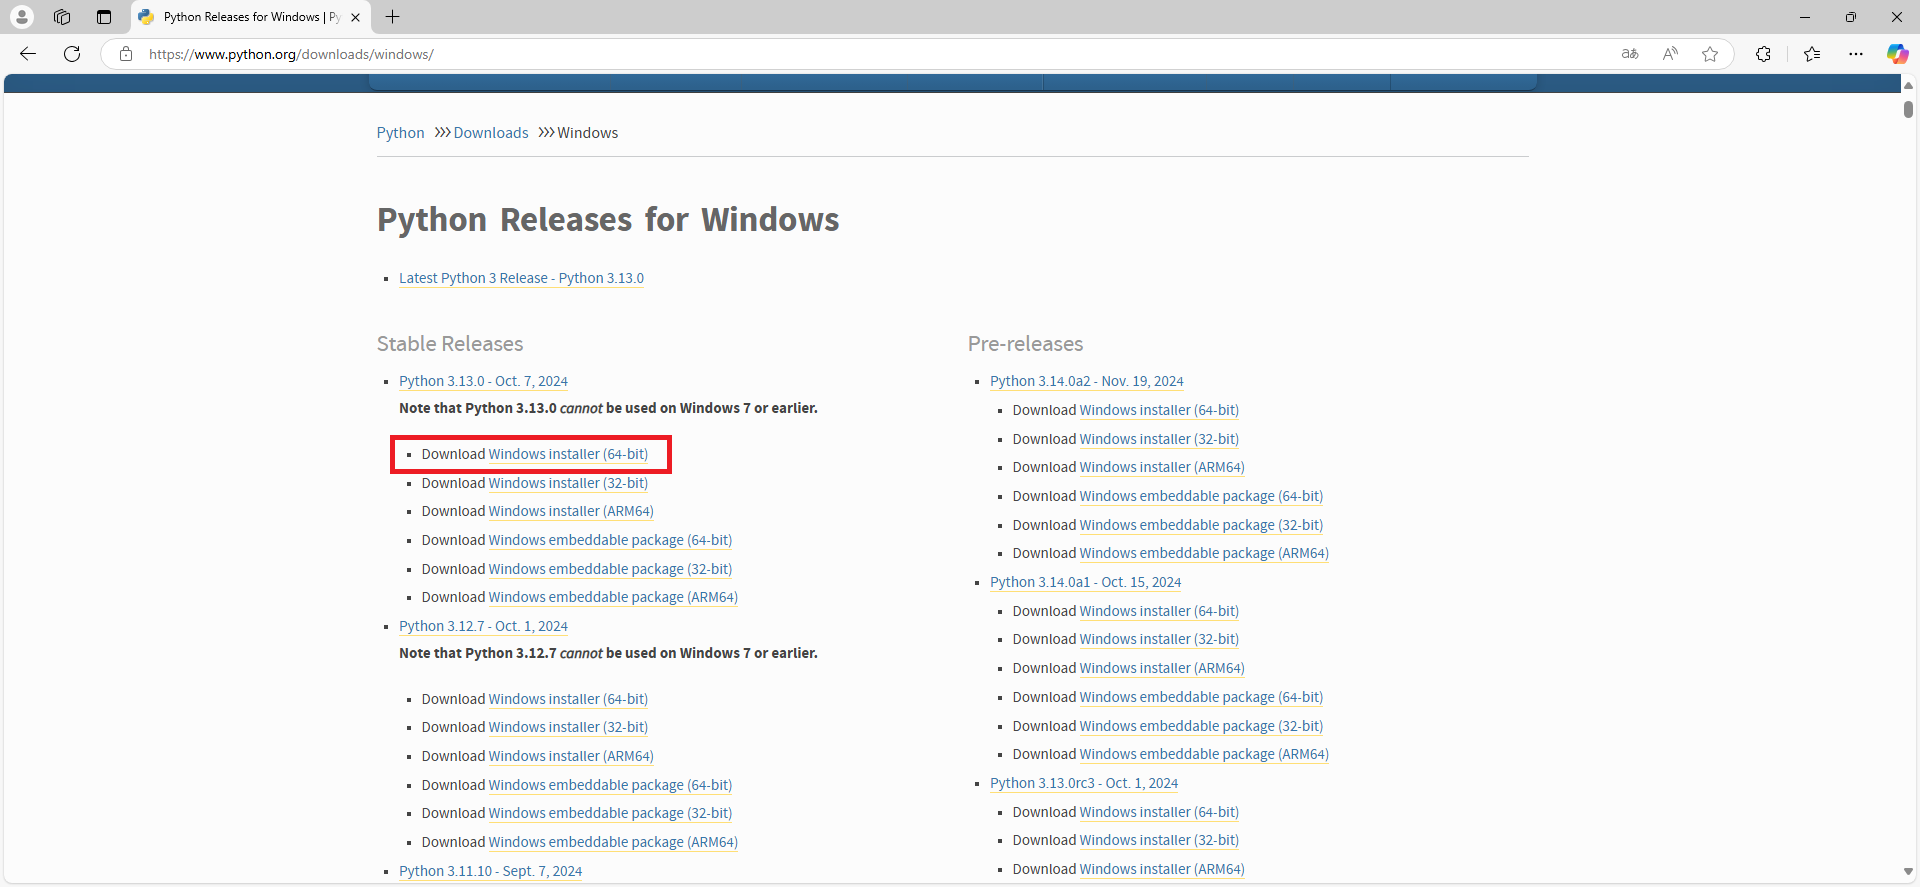 Python Releases for Windows | Py
https://www.python.org/downloads/windows/
Python >>> Downloads >>> Windows
Python Releases for Windows
Latest Python 3 Release - Python 3.13.0
Stable Releases
Python 3.13.0 - Oct. 7, 2024
Note that Python 3.13.0 cannot be used on Windows 7 or earlier.
Download Windows installer (64-bit)
Download Windows installer (32-bit)
Download Windows installer (ARM64)
Download Windows embeddable package (64-bit)
Download Windows embeddable package (32-bit)
Download Windows embeddable package (ARM64)
Python 3.12.7 - Oct. 1, 2024
Note that Python 3.12.7 cannot be used on Windows 7 or earlier.
Download Windows installer (64-bit)
Download Windows installer (32-bit)
Download Windows installer (ARM64)
Download Windows embeddable package (64-bit)
Download Windows embeddable package (32-bit)
Download Windows embeddable package (ARM64)
Python 3.11.10 - Sept. 7, 2024
Pre-releases
Python 3.14.0a2 - Nov. 19, 2024
Download Windows installer (64-bit)
Download Windows installer (32-bit)
Download Windows installer (ARM64)
Download Windows embeddable package (64-bit)
Download Windows embeddable package (32-bit)
Download Windows embeddable package (ARM64)
Python 3.14.0a1 - Oct. 15, 2024
Download Windows installer (64-bit)
Download Windows installer (32-bit)
Download Windows installer (ARM64)
Download Windows embeddable package (64-bit)
Download Windows embeddable package (32-bit)
Download Windows embeddable package (ARM64)
Python 3.13.0rc3 - Oct. 1, 2024
Download Windows installer (64-bit)
Download Windows installer (32-bit)
Download Windows installer (ARM64)